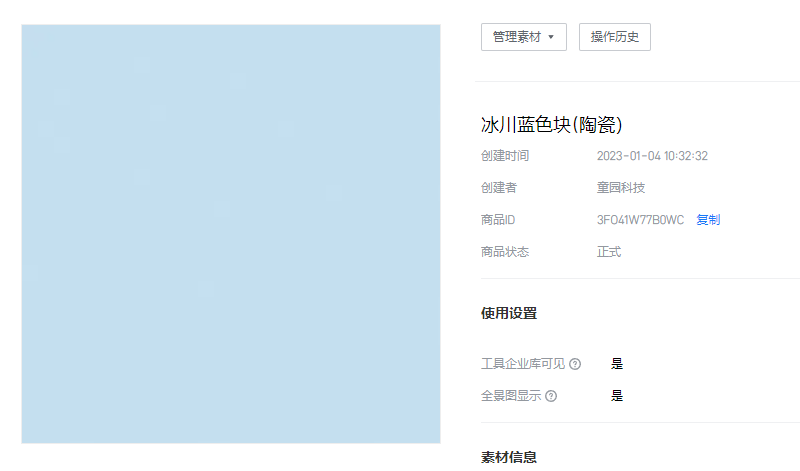 管理素材 操作历史
冰川蓝色块(陶瓷)
创建时间 2023-01-04 10:32:32
创建者 童园科技
商品ID 3FO41W77B0WC 复制
商品状态 正式
使用设置
工具企业库可见 是
全景图显示 是
素材信息